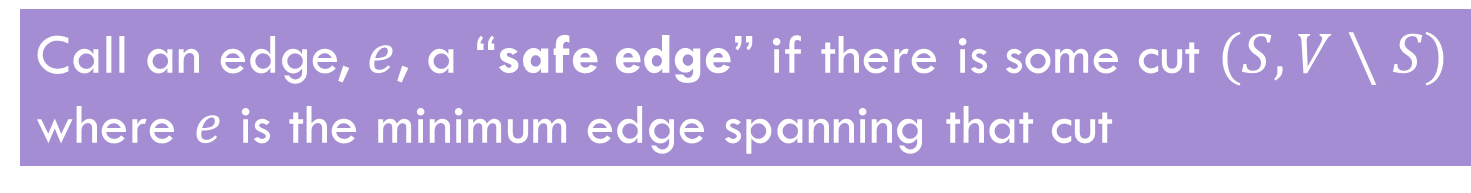 Call an edge, 𝑒, a “safe edge” if there is some cut (𝑆, 𝑉 ∖ 𝑆)
where 𝑒 is the minimum edge spanning that cut